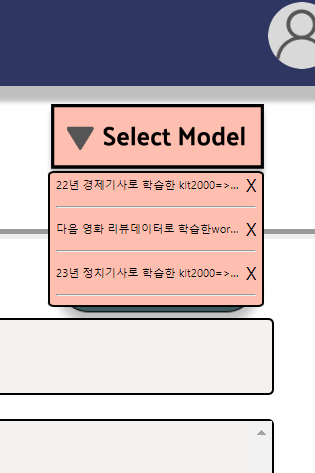 Select Model
22년 경제기사로 학습한 kit2000=>... X
다음 영화 리뷰데이터로 학습한wor... X
23년 정치기사로 학습한 kit2000=>... X